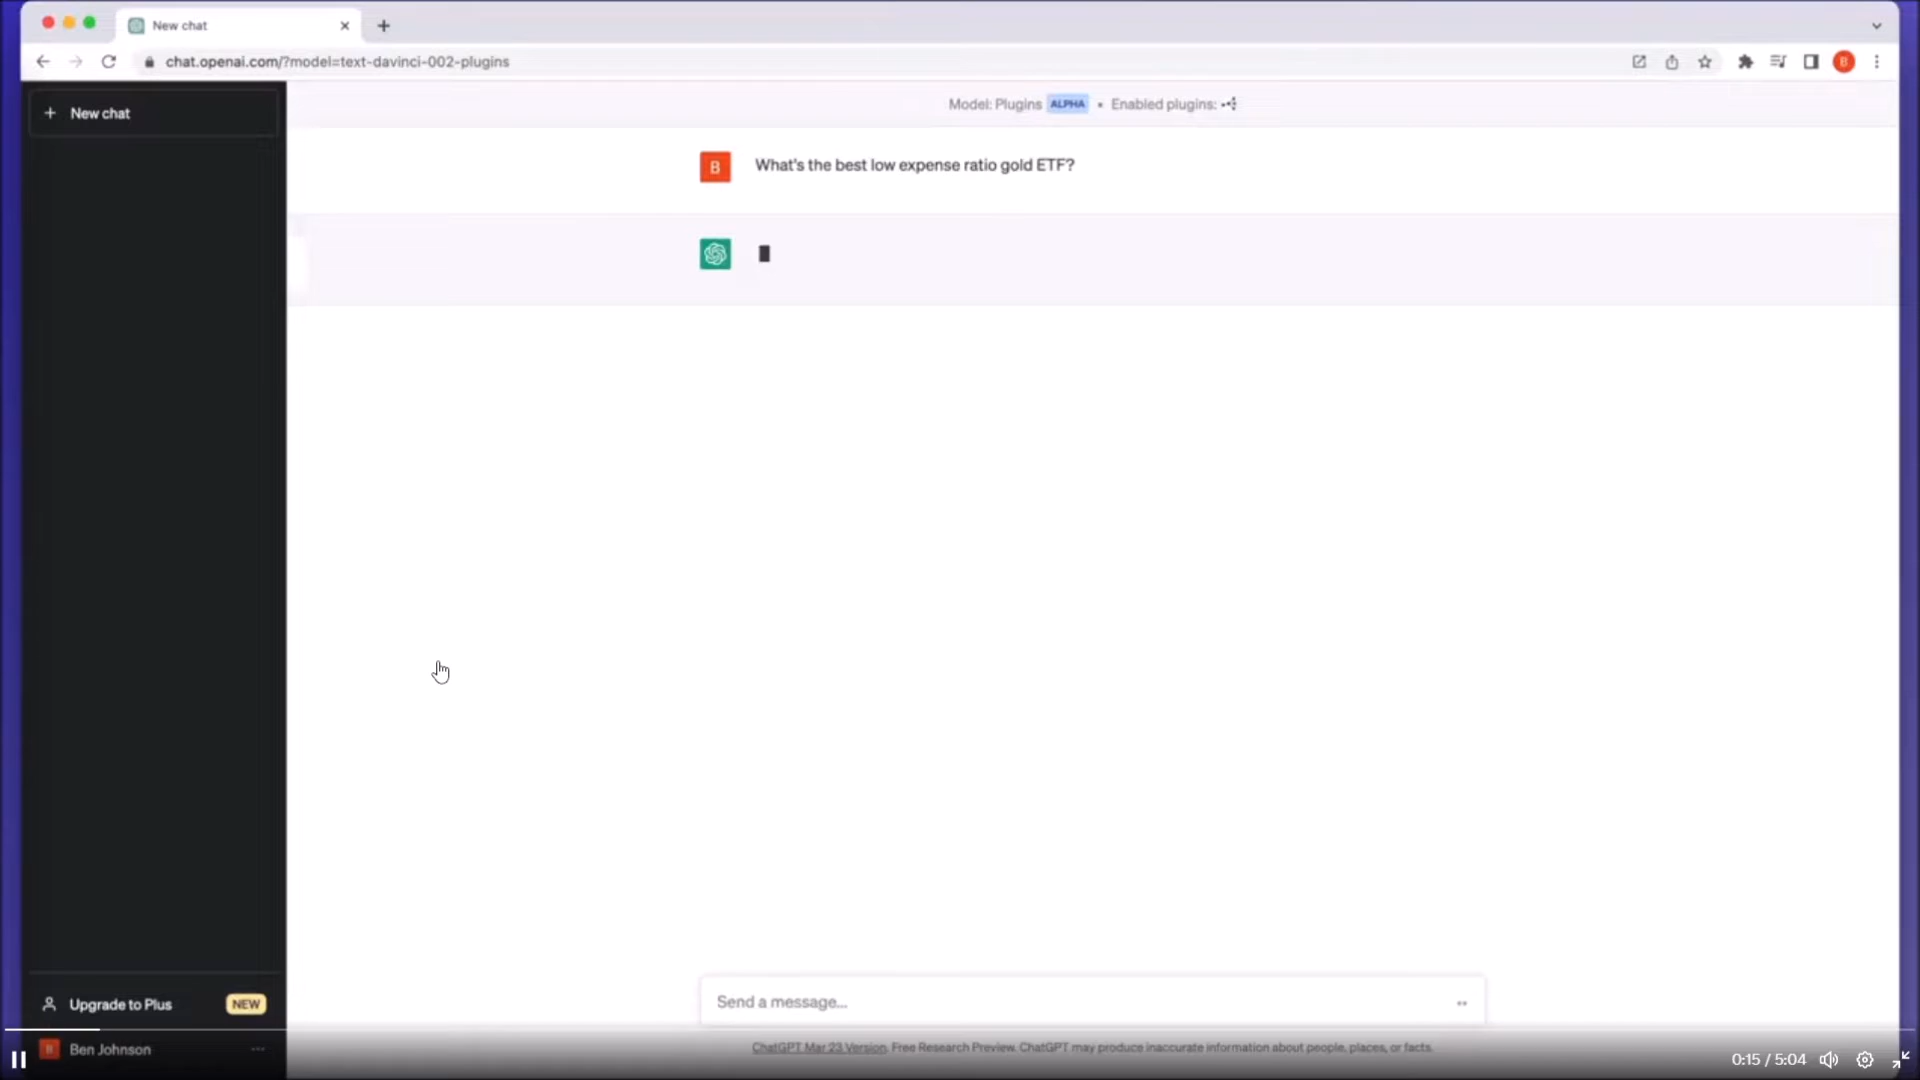 New chat
chat.openai.com/?model=text-davinci-002-plugins
B
New chat
Model: Plugins ALPHA • Enabled plugins:
B What's the best low expense ratio gold ETF?
Send a message...
Upgrade to Plus NEW
B Ben Johnson
ChatGPT Mar 23 Version. Free Research Preview. ChatGPT may produce inaccurate information about people, places, or facts.
0:15 / 5:04